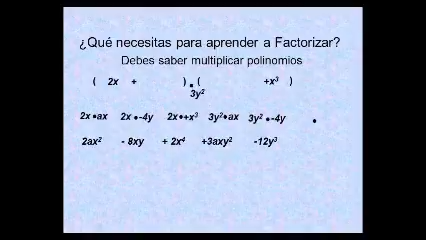 ¿Qué necesitas para aprender a Factorizar?
Debes saber multiplicar polinomios
( 2x + ) . ( +x³ )
3y²
2x •ax 2x •-4y 2x•+x³ 3y²•ax 3y² •-4y •
2ax² - 8xy + 2x⁴ +3axy² -12y³